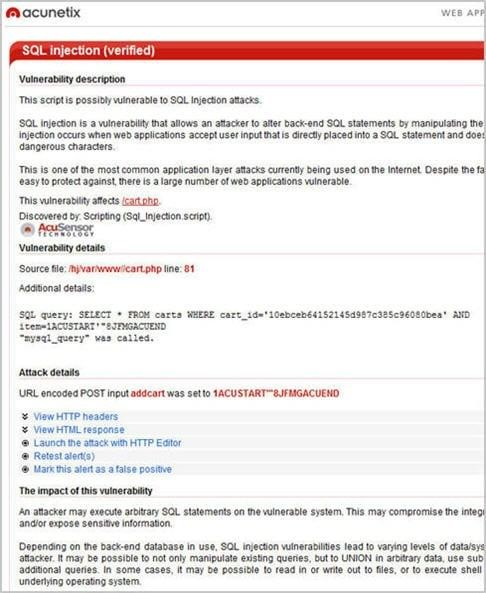 acunetix WEB APP
SQL injection (verified)
Vulnerability description
This script is possibly vulnerable to SQL Injection attacks.
SQL injection is a vulnerability that allows an attacker to alter back-end SQL statements by manipulating the
injection occurs when web applications accept user input that is directly placed into a SQL statement and does
dangerous characters.
This is one of the most common application layer attacks currently being used on the Internet. Despite the fa
easy to protect against, there is a large number of web applications vulnerable.
This vulnerability affects /cart.php.
Discovered by: Scripting (Sql_Injection.script).
AcuSensor
TECHNOLOGY
Vulnerability details
Source file: /hj/var/www//cart.php line: 81
Additional details:
SQL query: SELECT * FROM carts WHERE cart_id='10ebceb64152145d987c385c96080bea' AND
item=1ACUSTART'"8JFMGACUEND
"mysql_query" was called.
Attack details
URL encoded POST input addcart was set to 1ACUSTART'"8JFMGACUEND
View HTTP headers
View HTML response
Launch the attack with HTTP Editor
Retest alert(s)
Mark this alert as a false positive
The impact of this vulnerability
An attacker may execute arbitrary SQL statements on the vulnerable system. This may compromise the integ
and/or expose sensitive information.
Depending on the back-end database in use, SQL injection vulnerabilities lead to varying levels of data/sys
attacker. It may be possible to not only manipulate existing queries, but to UNION in arbitrary data, use sub
additional queries. In some cases, it may be possible to read in or write out to files, or to execute shell
underlying operating system.